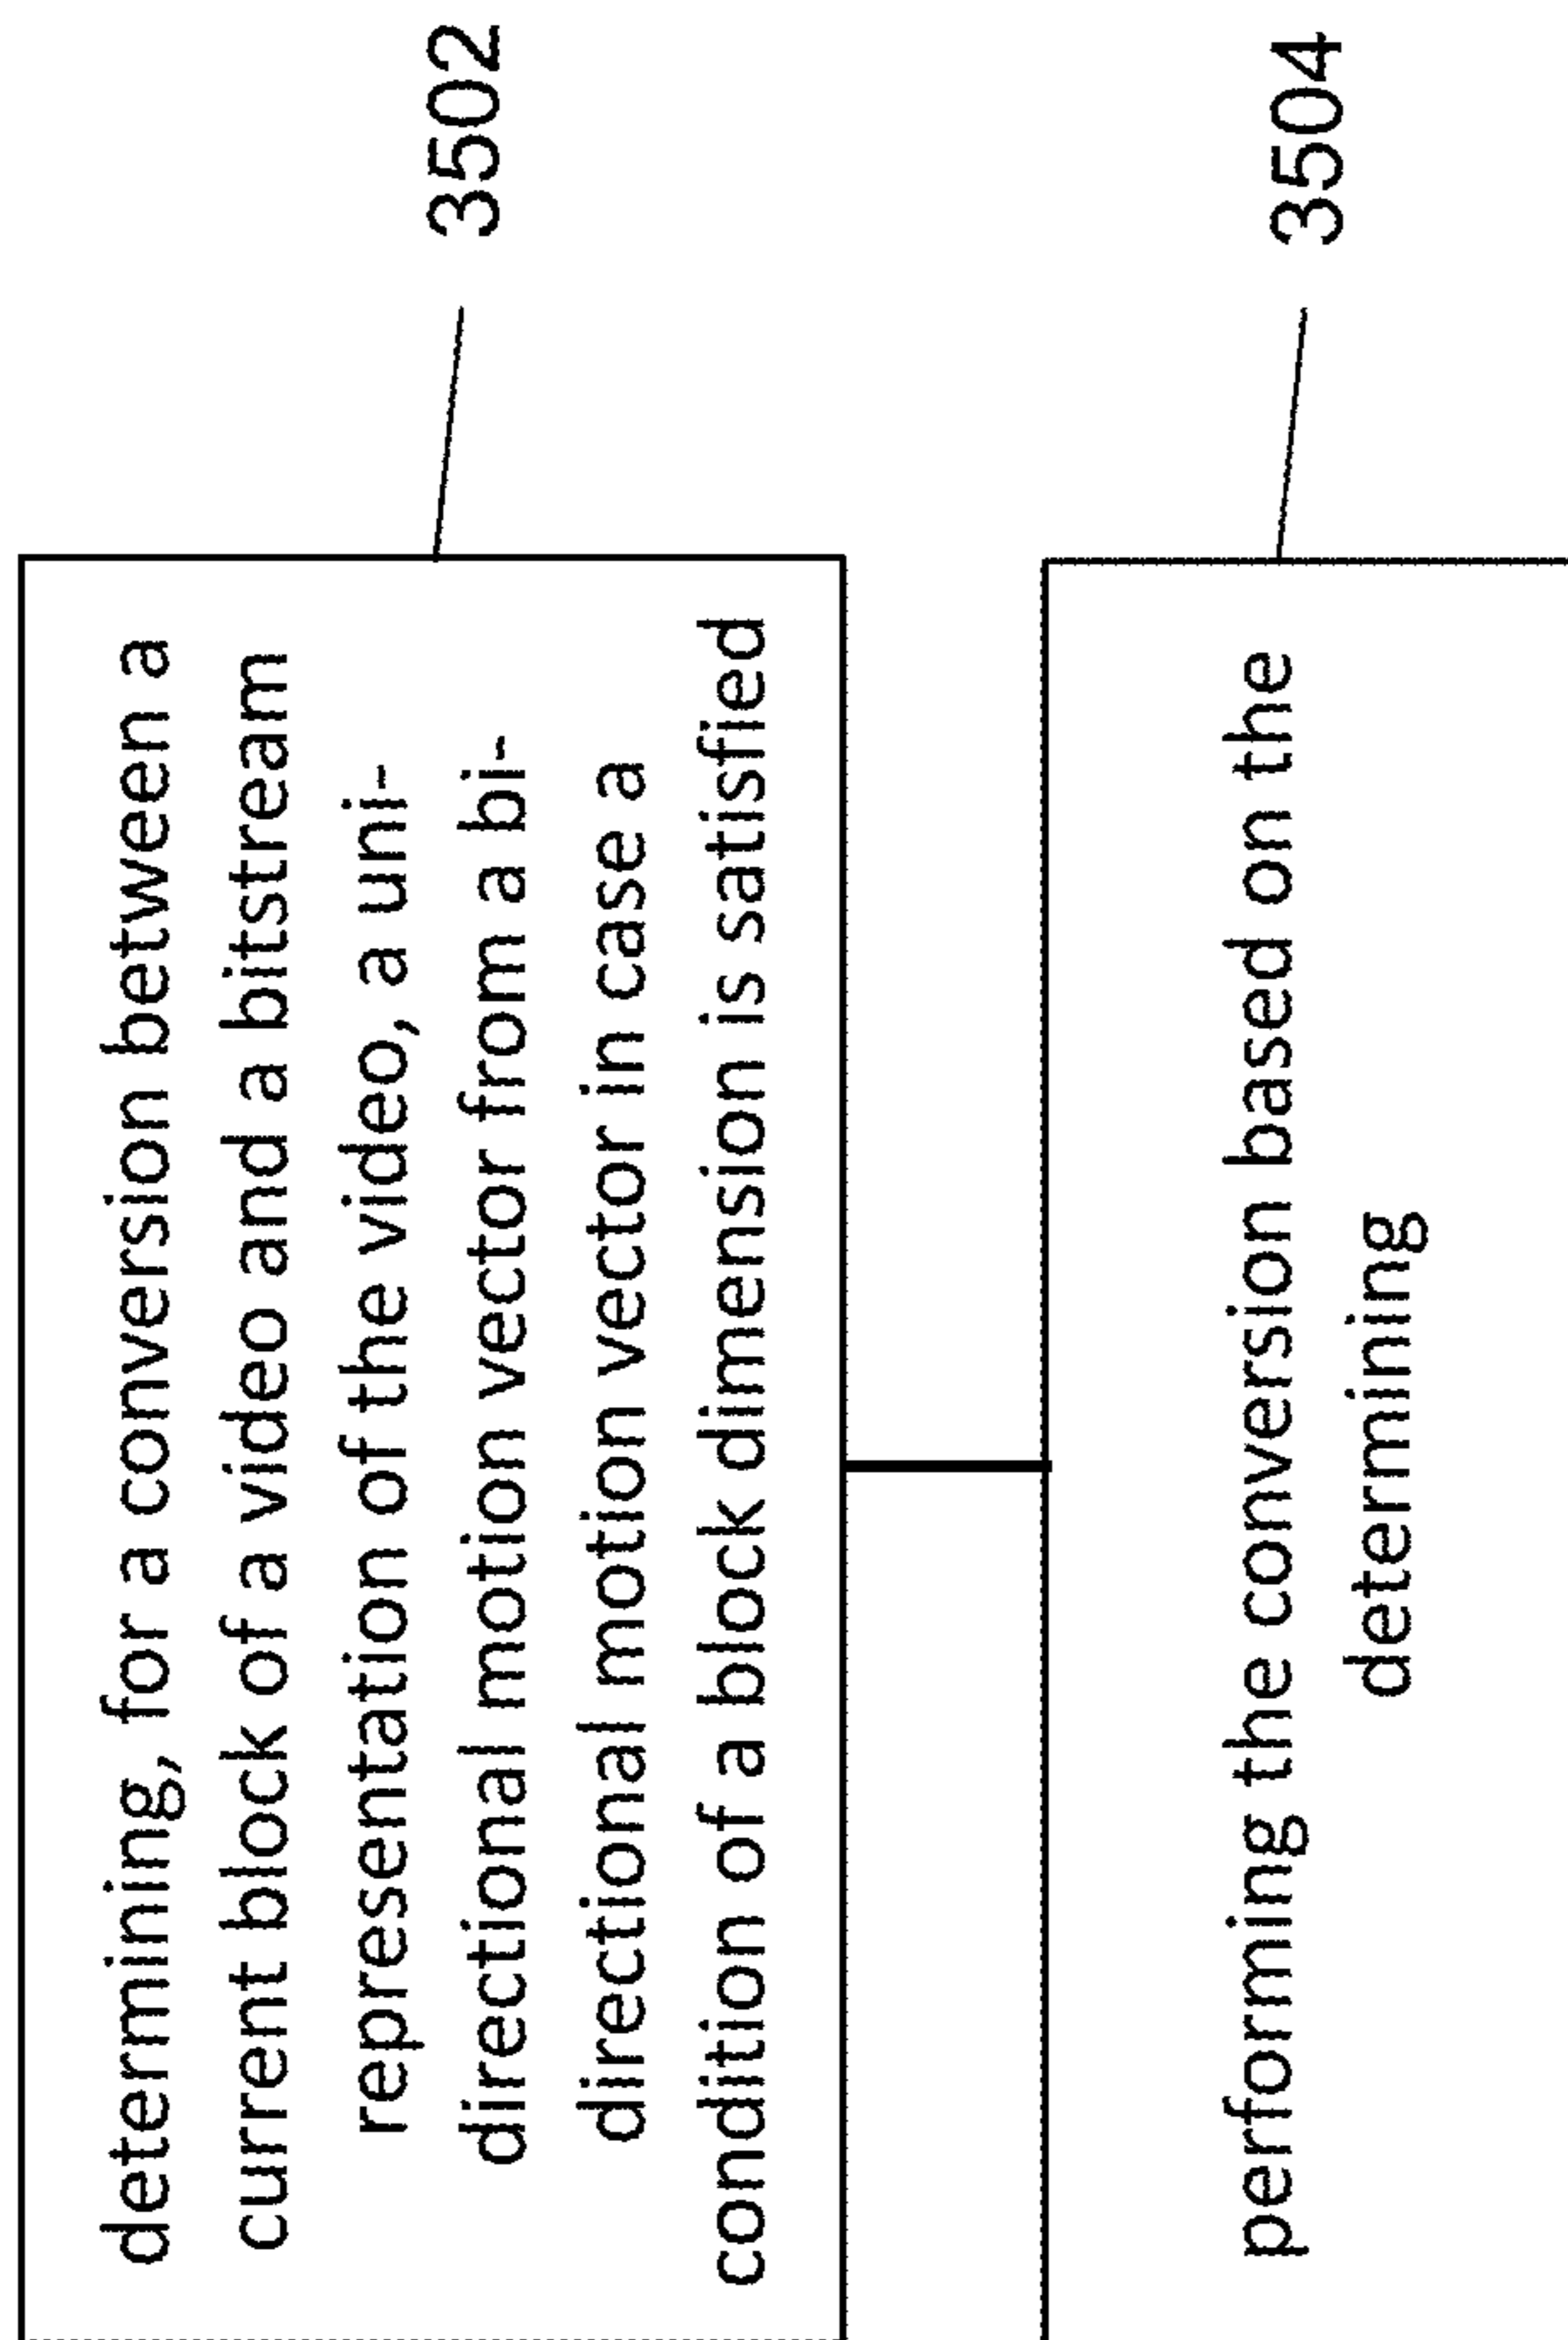 determining, for a conversion between a
current block of a video and a bitstream
representation of the video, a uni-
directional motion vector from a bi-
directional motion vector in case a
condition of a block dimension is satisfied
3502
performing the conversion based on the
determining
3504